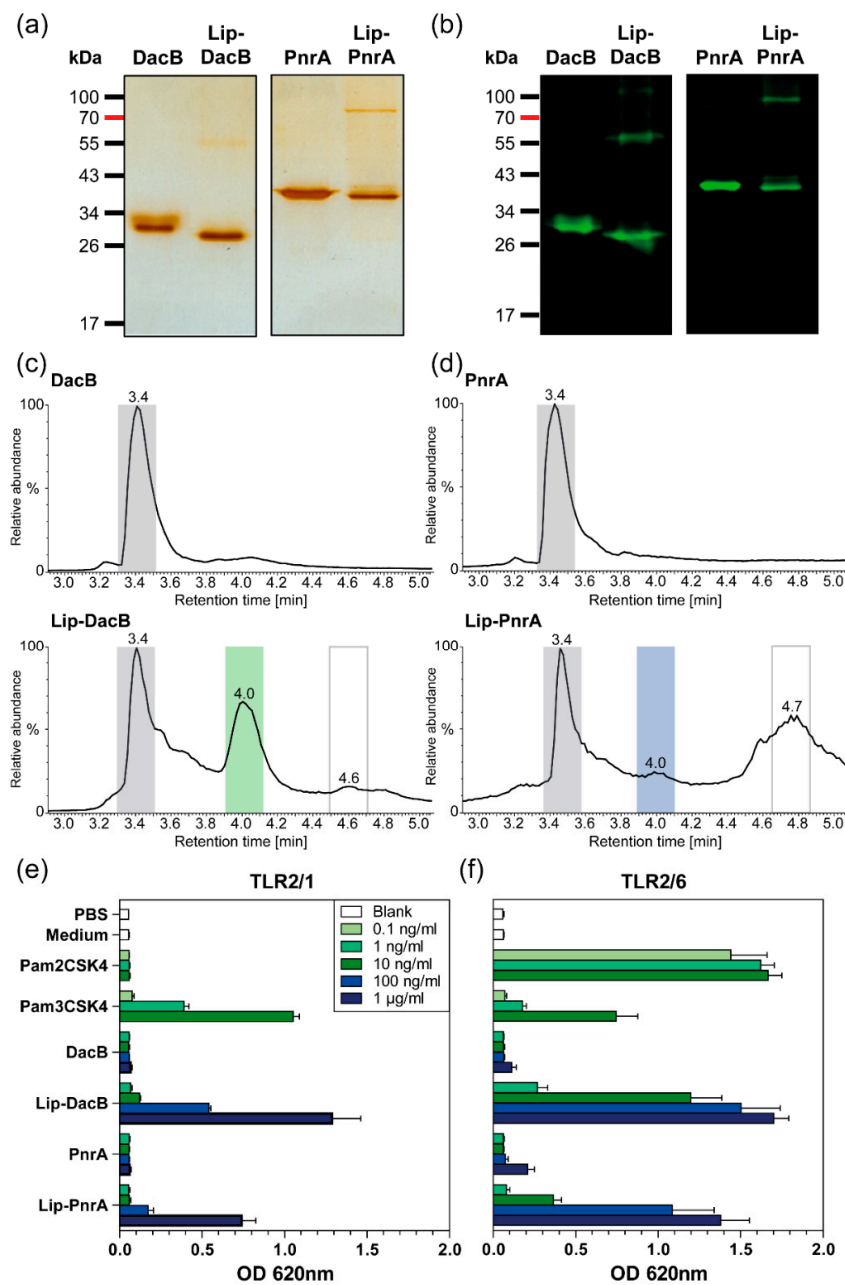 (a)
kDa DacB Lip-DacB PnrA Lip-PnrA
100
70
55
43
34
26
17
(b)
kDa DacB Lip-DacB PnrA Lip-PnrA
100
70
55
43
34
26
17
(c)
DacB
3.4
100
%
0
Relative abundance
3.0 3.2 3.4 3.6 3.8 4.0 4.2 4.4 4.6 4.8 5.0
Retention time [min]
Lip-DacB
3.4
4.0
4.6
100
%
0
Relative abundance
3.0 3.2 3.4 3.6 3.8 4.0 4.2 4.4 4.6 4.8 5.0
Retention time [min]
(d)
PnrA
3.4
100
%
0
Relative abundance
3.0 3.2 3.4 3.6 3.8 4.0 4.2 4.4 4.6 4.8 5.0
Retention time [min]
Lip-PnrA
3.4
4.0
4.7
100
%
0
Relative abundance
3.0 3.2 3.4 3.6 3.8 4.0 4.2 4.4 4.6 4.8 5.0
Retention time [min]
(e)
TLR2/1
PBS
Medium
Pam2CSK4
Pam3CSK4
DacB
Lip-DacB
PnrA
Lip-PnrA
Blank
0.1 ng/ml
1 ng/ml
10 ng/ml
100 ng/ml
1 µg/ml
0.0 0.5 1.0 1.5 2.0
OD 620nm
(f)
TLR2/6
0.0 0.5 1.0 1.5 2.0
OD 620nm